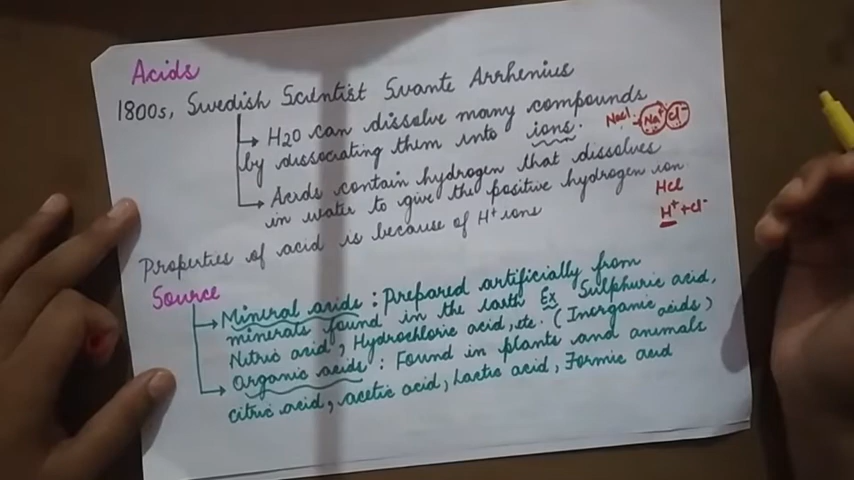 Acids
1800s, Swedish Scientist Svante Arrhenius
H2O can dissolve many compounds
by dissociating them into ions.
NaCl - Na+ Cl-
Acids contain hydrogen that dissolves
in water to give the positive hydrogen ion
HCl
H+ + Cl-
Properties of acid is because of H+ ions
Source
Mineral acids : Prepared artificially from
minerals found in the earth Ex Sulphuric acid,
Nitric acid, Hydrochloric acid, etc. (Inorganic acids)
Organic acids : Found in plants and animals
citric acid, acetic acid, Lactic acid, Formic acid